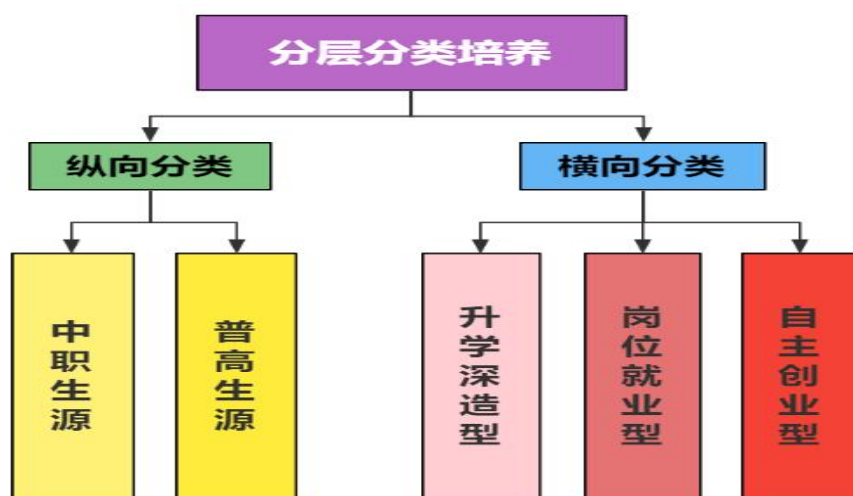 分层分类培养
纵向分类
横向分类
中职生源
普高生源
升学深造型
岗位就业型
自主创业型